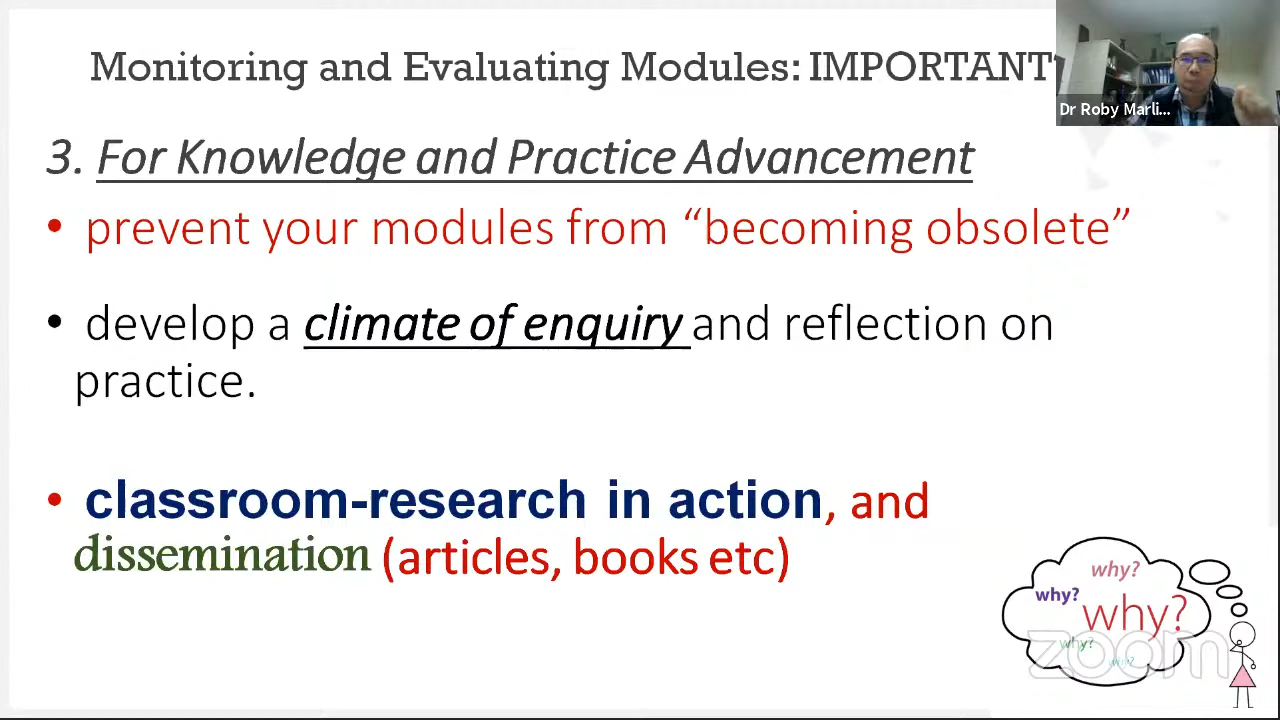 Monitoring and Evaluating Modules: IMPORTANT
Dr Roby Marli...
3. For Knowledge and Practice Advancement
• prevent your modules from “becoming obsolete”
• develop a climate of enquiry and reflection on
practice.
• classroom-research in action, and
dissemination (articles, books etc)
why?
why?
why?
why?
why?
zoom